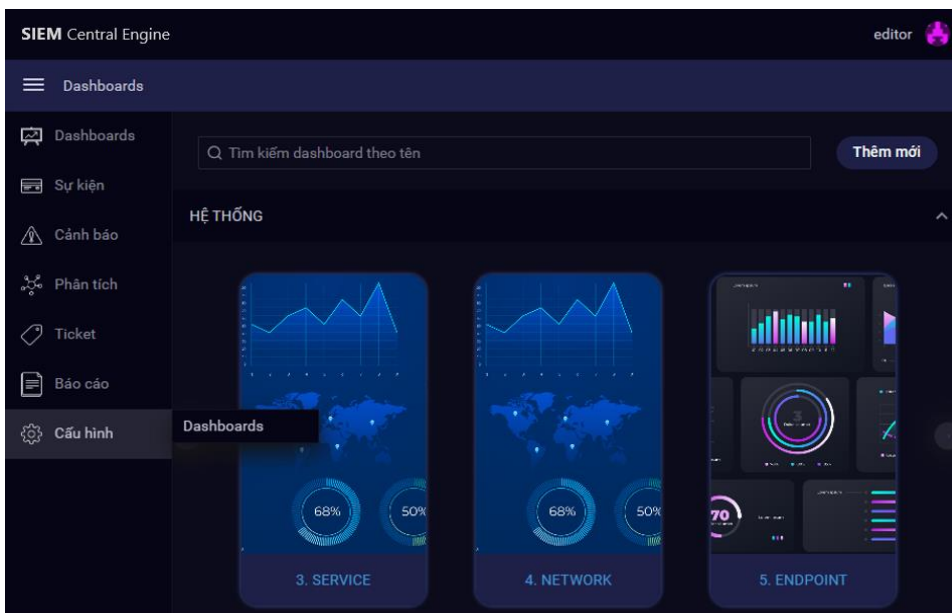 SIEM Central Engine
editor
Dashboards
Dashboards
Tìm kiếm dashboard theo tên
Thêm mới
Sự kiện
HỆ THỐNG
Cảnh báo
Phân tích
Ticket
Báo cáo
Cấu hình
Dashboards
68%
50%
68%
50%
3
70
3. SERVICE
4. NETWORK
5. ENDPOINT